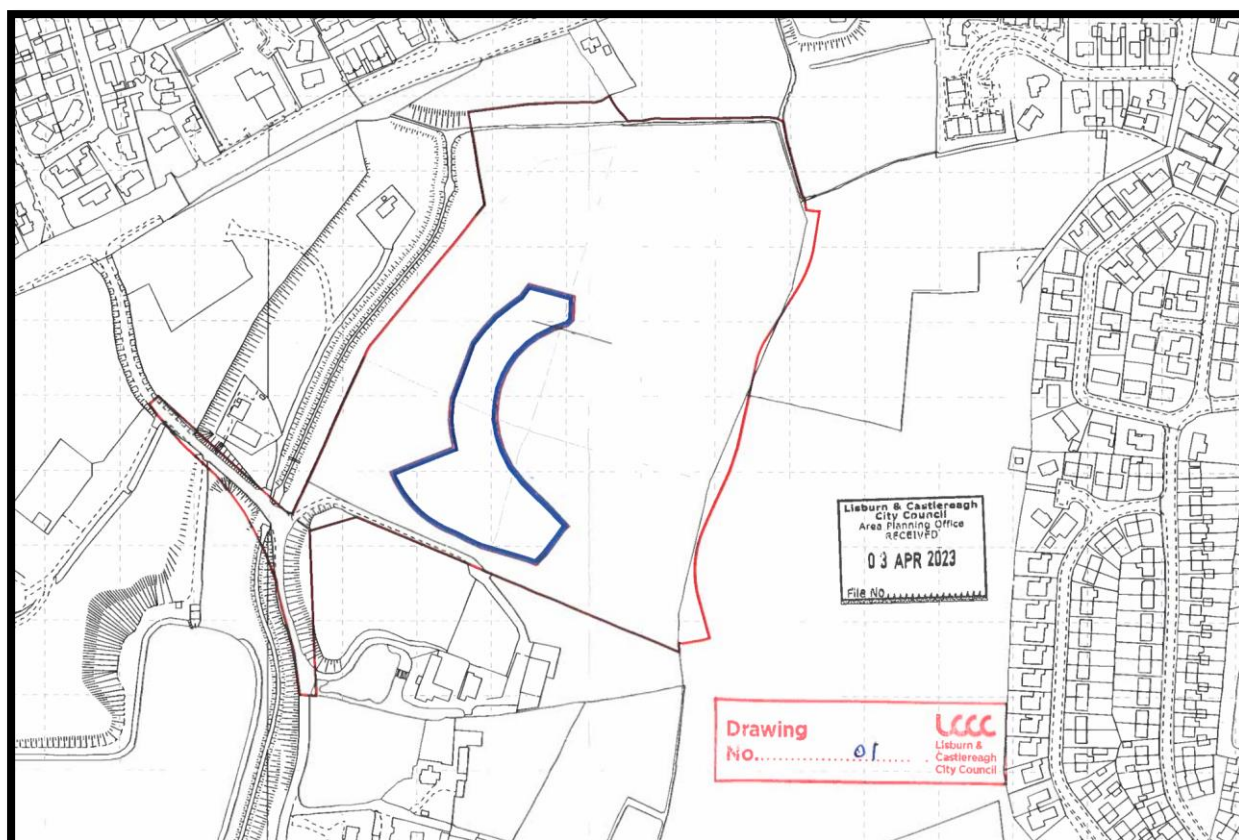 Lisburn & Castlereagh
City Council
Area Planning Office
RECEIVED
03 APR 2023
File No.
Drawing
No. 01
LCCC
Lisburn &
Castlereagh
City Council